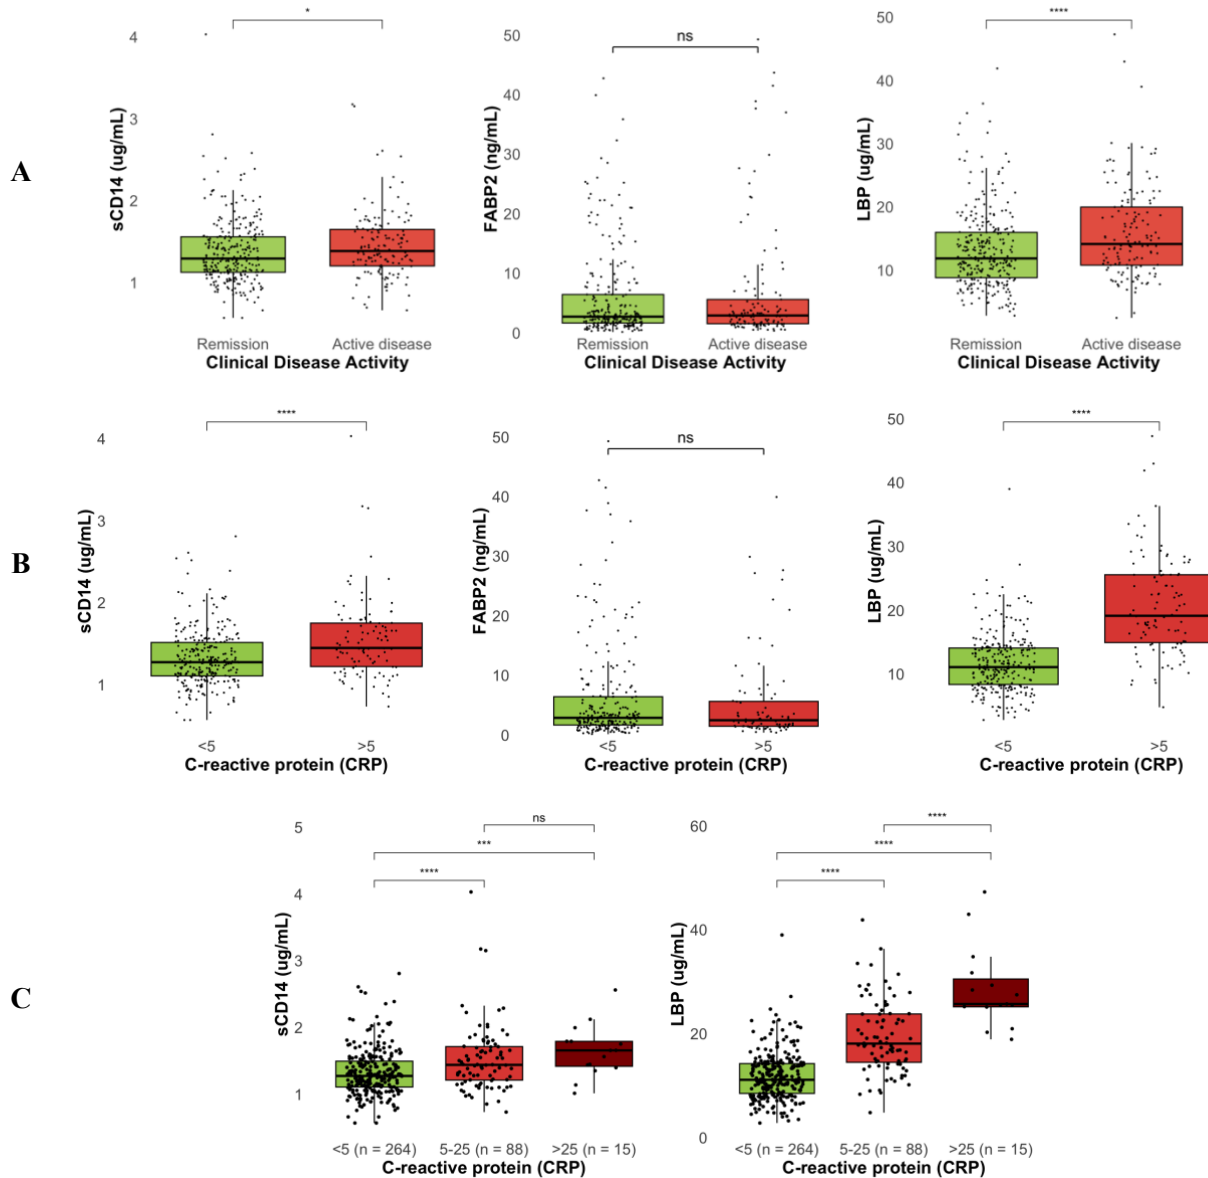 A
*
4
3
2
1
sCD14 (ug/mL)
Remission Active disease
Clinical Disease Activity
ns
50
40
30
20
10
0
FABP2 (ng/mL)
Remission Active disease
Clinical Disease Activity
****
50
40
30
20
10
LBP (ug/mL)
Remission Active disease
Clinical Disease Activity
B
****
4
3
2
1
sCD14 (ug/mL)
<5 >5
C-reactive protein (CRP)
ns
50
40
30
20
10
0
FABP2 (ng/mL)
<5 >5
C-reactive protein (CRP)
****
50
40
30
20
10
LBP (ug/mL)
<5 >5
C-reactive protein (CRP)
C
ns
***
****
5
4
3
2
1
sCD14 (ug/mL)
<5 (n = 264) 5-25 (n = 88) >25 (n = 15)
C-reactive protein (CRP)
****
****
****
60
40
20
0
LBP (ug/mL)
<5 (n = 264) 5-25 (n = 88) >25 (n = 15)
C-reactive protein (CRP)